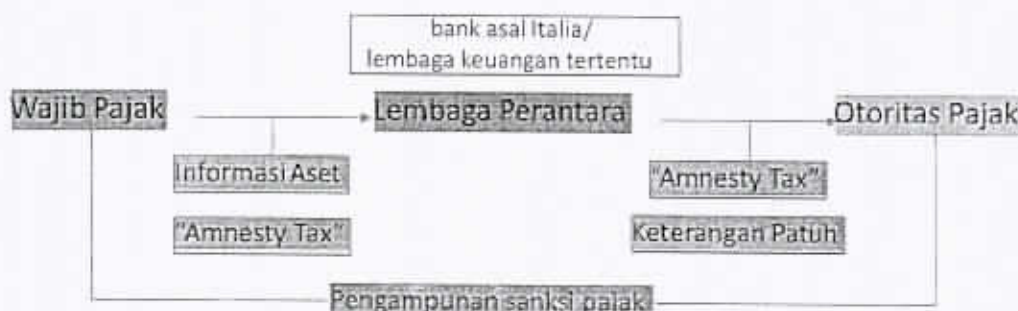 bank asal Italia/
lembaga keuangan tertentu
Wajib Pajak
Lembaga Perantara
Otoritas Pajak
Informasi Aset
"Amnesty Tax"
"Amnesty Tax"
Keterangan Patuh
Pengampunan sanksi pajak